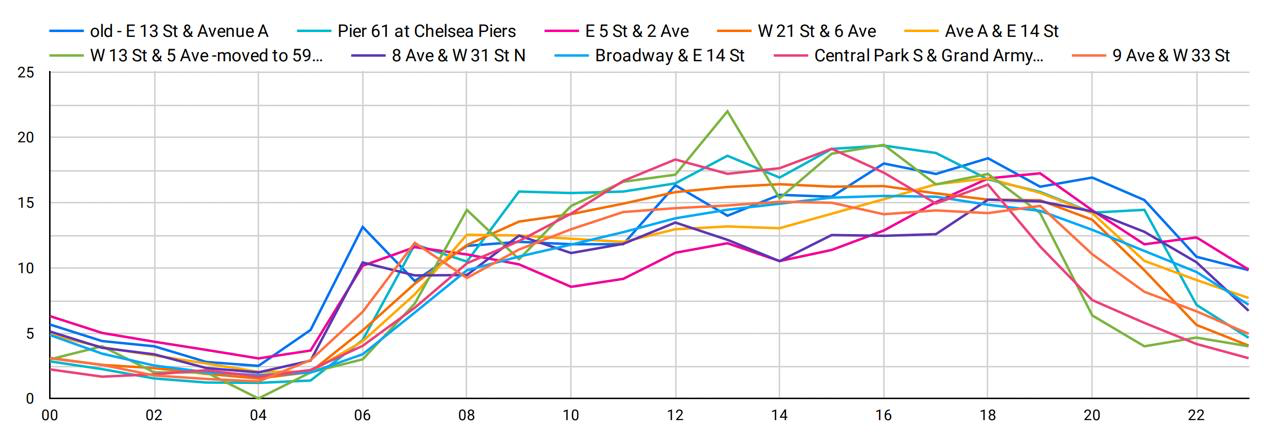 old - E 13 St & Avenue A Pier 61 at Chelsea Piers E 5 St & 2 Ave W 21 St & 6 Ave Ave A & E 14 St
W 13 St & 5 Ave -moved to 59... 8 Ave & W 31 St N Broadway & E 14 St Central Park S & Grand Army... 9 Ave & W 33 St
25
20
15
10
5
0
00 02 04 06 08 10 12 14 16 18 20 22